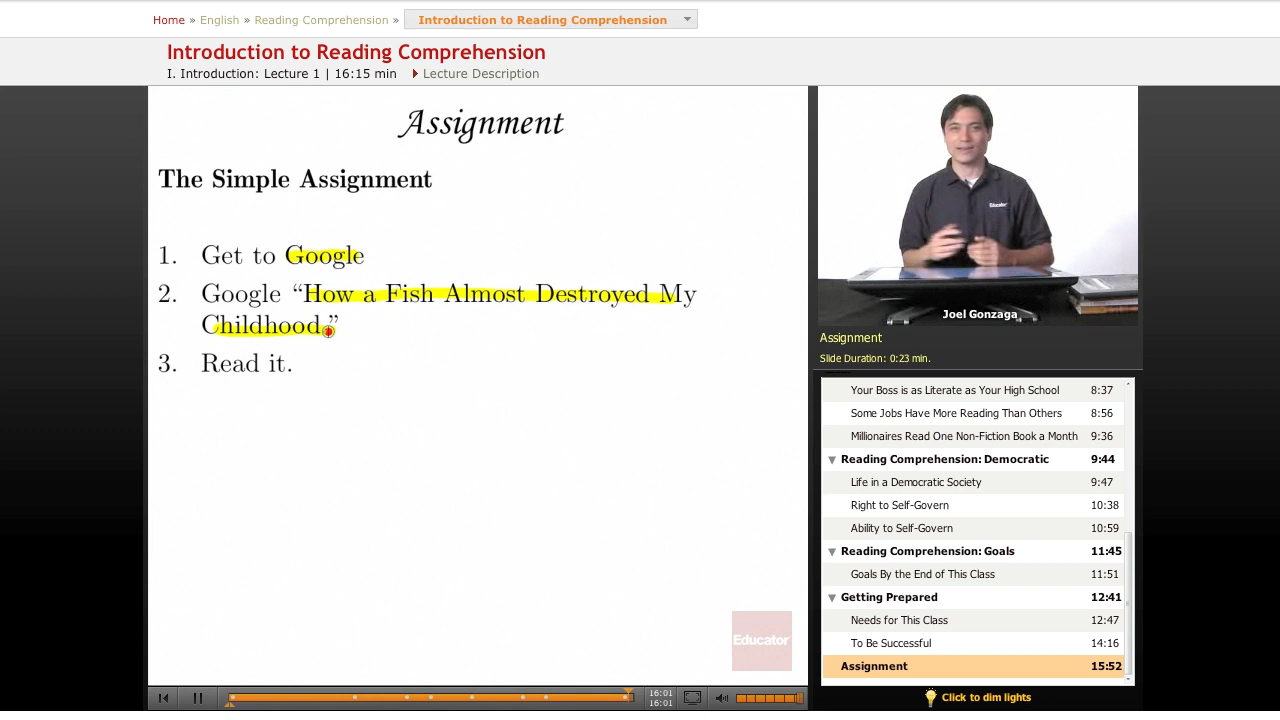 Home » English » Reading Comprehension » Introduction to Reading Comprehension
Introduction to Reading Comprehension
I. Introduction: Lecture 1 | 16:15 min Lecture Description
Assignment
The Simple Assignment
1. Get to Google
2. Google “How a Fish Almost Destroyed My
Childhood.”
3. Read it.
Educator
16:01
16:01
Educator
Joel Gonzaga
Assignment
Slide Duration: 0:23 min.
Your Boss is as Literate as Your High School 8:37
Some Jobs Have More Reading Than Others 8:56
Millionaires Read One Non-Fiction Book a Month 9:36
Reading Comprehension: Democratic 9:44
Life in a Democratic Society 9:47
Right to Self-Govern 10:38
Ability to Self-Govern 10:59
Reading Comprehension: Goals 11:45
Goals By the End of This Class 11:51
Getting Prepared 12:41
Needs for This Class 12:47
To Be Successful 14:16
Assignment 15:52
Click to dim lights